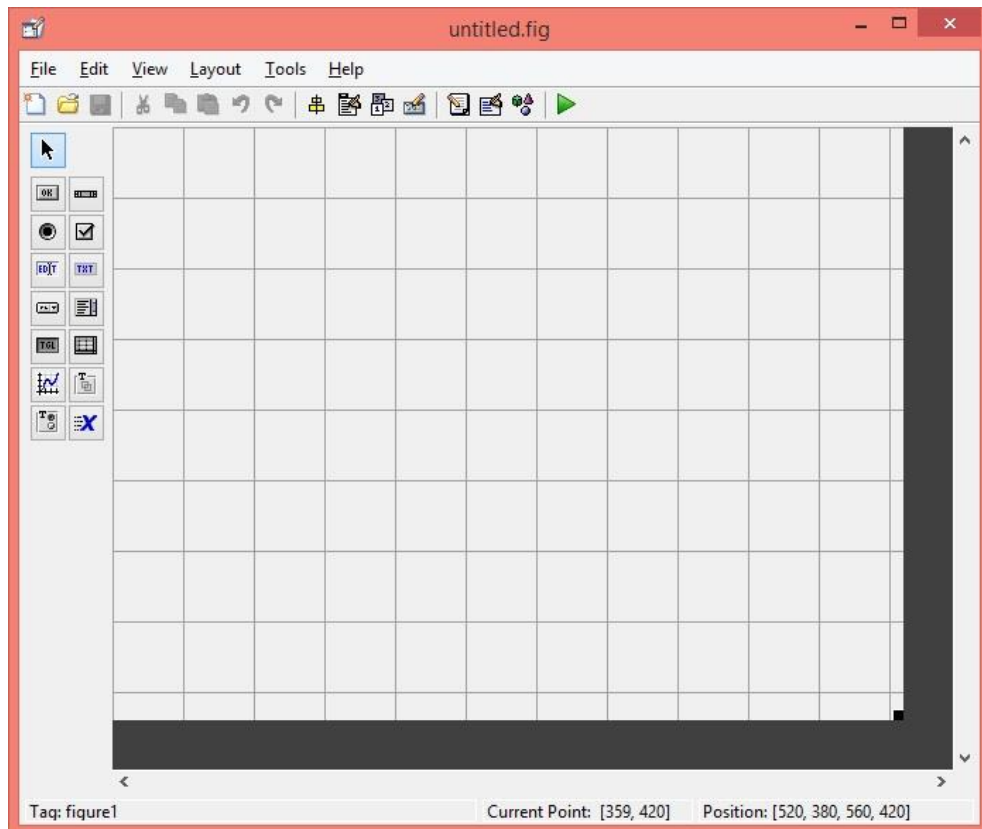 untitled.fig
File Edit View Layout Tools Help
OK
EDIT TXT
TGL
Tag: figure1 Current Point: [359, 420] Position: [520, 380, 560, 420]